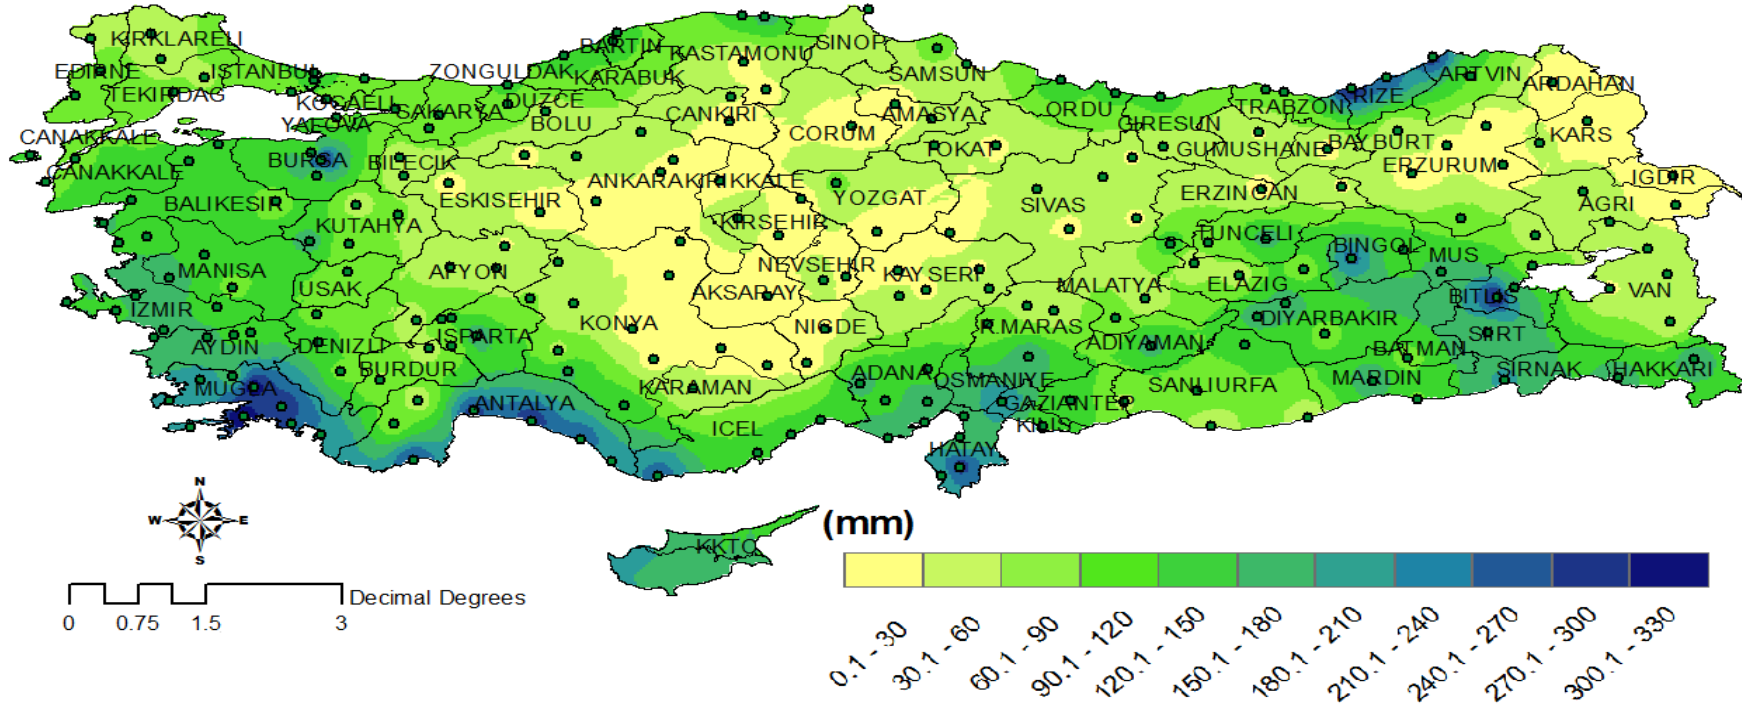 KIRKLARELI
EDIRNE
ISTANBUL
TEKIRDAG
KOCAELI
YALOVA
SAKARYA
DUZCE
ZONGULDAK
BARTIN
KARABUK
KASTAMONU
SINOP
SAMSUN
BOLU
CANKIRI
CORUM
AMASYA
ORDU
GIRESUN
TRABZON
RIZE
ARTVIN
ARDAHAN
CANAKKALE
CANAKKALE
BURSA
BILECIK
ANKARA
KIRIKKALE
TOKAT
GUMUSHANE
BAYBURT
ERZURUM
KARS
IGDIR
BALIKESIR
KUTAHYA
ESKISEHIR
KIRSEHIR
YOZGAT
SIVAS
ERZINCAN
AGRI
MANISA
USAK
AFYON
NEVSEHIR
KAYSERI
TUNCELI
BINGOL
MUS
IZMIR
AYDIN
DENIZLI
ISPARTA
KONYA
AKSARAY
NIGDE
K.MARAS
MALATYA
ELAZIG
BITLIS
VAN
DIYARBAKIR
SIIRT
ADIYAMAN
BATMAN
MUGLA
BURDUR
ANTALYA
KARAMAN
ADANA
OSMANIYE
GAZIANTEP
SANLIURFA
MARDIN
SIRNAK
HAKKARI
ICEL
KILIS
HATAY
KKTC
N
W
E
S
Decimal Degrees
0 0.75 1.5 3
(mm)
0.1 - 30
30.1 - 60
60.1 - 90
90.1 - 120
120.1 - 150
150.1 - 180
180.1 - 210
210.1 - 240
240.1 - 270
270.1 - 300
300.1 - 330